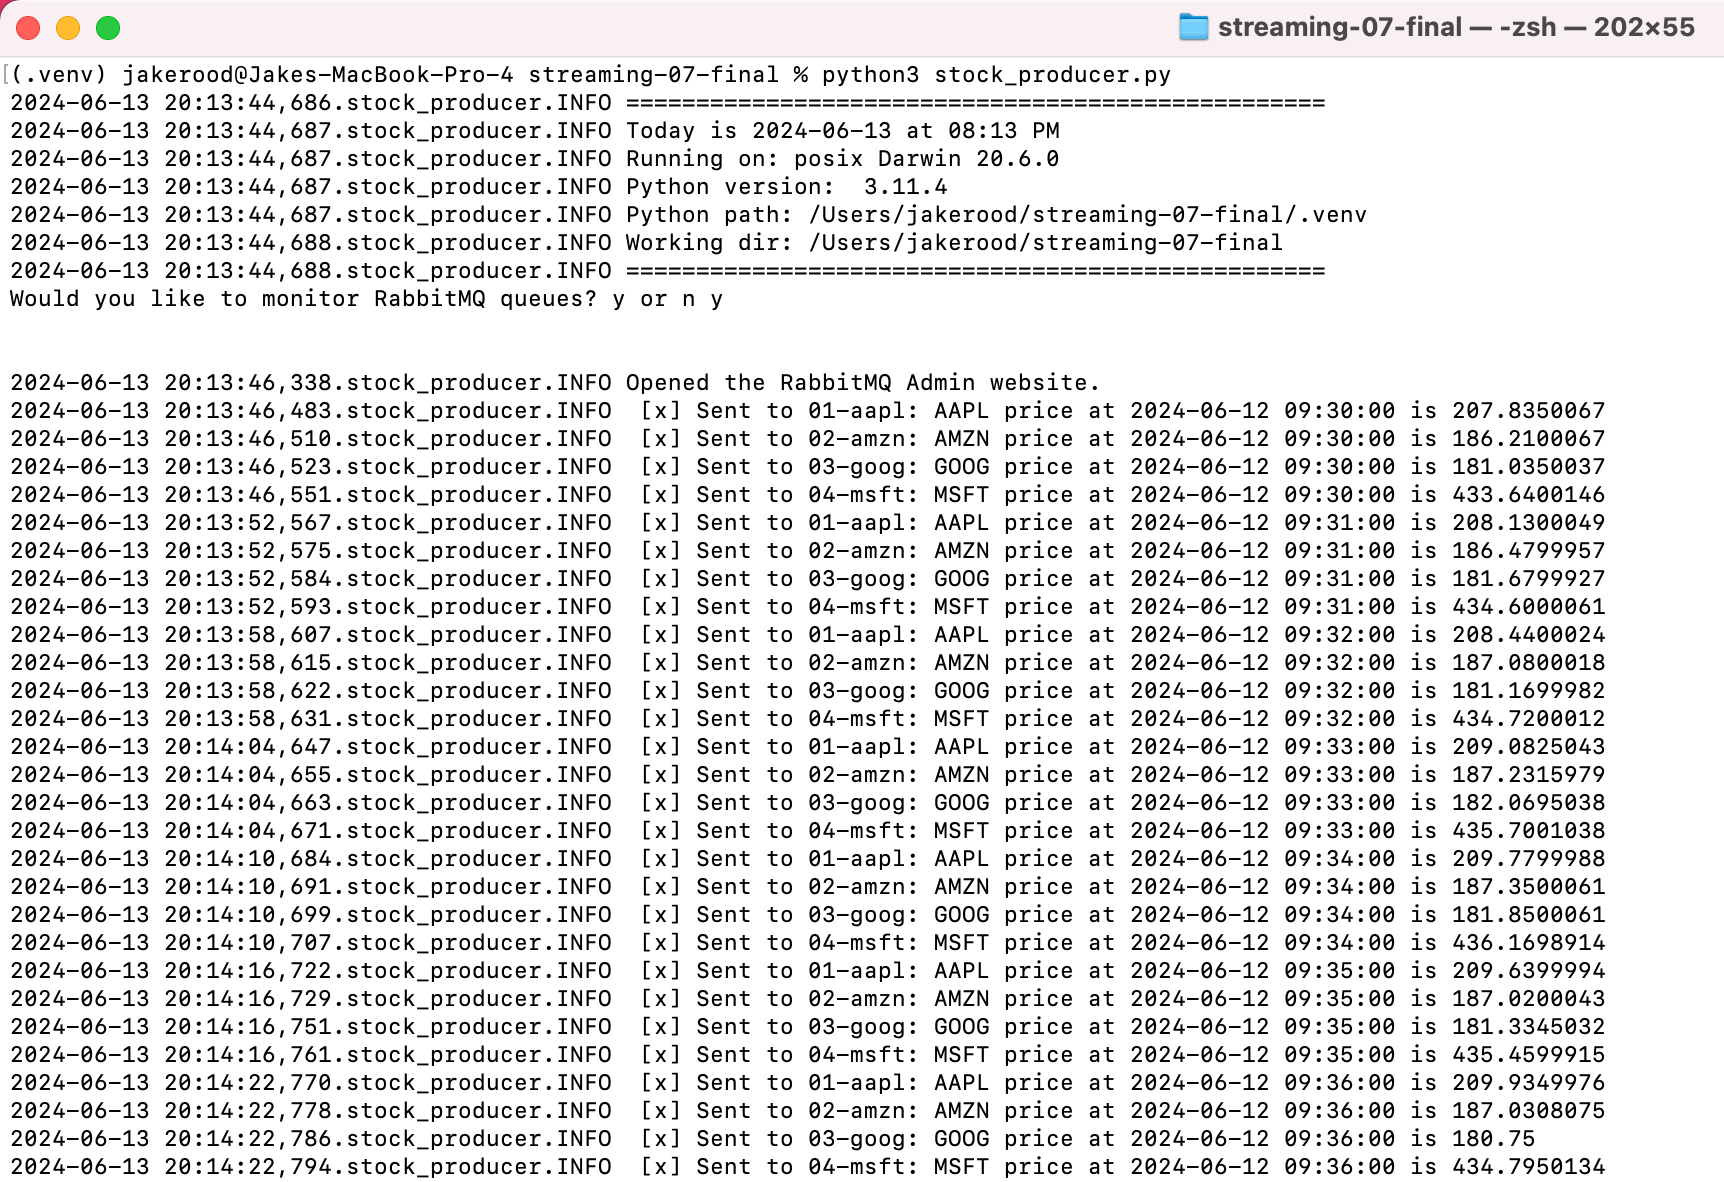 streaming-07-final — -zsh — 202×55
(.venv) jakerood@Jakes-MacBook-Pro-4 streaming-07-final % python3 stock_producer.py
2024-06-13 20:13:44,686.stock_producer.INFO ==================================================
2024-06-13 20:13:44,687.stock_producer.INFO Today is 2024-06-13 at 08:13 PM
2024-06-13 20:13:44,687.stock_producer.INFO Running on: posix Darwin 20.6.0
2024-06-13 20:13:44,687.stock_producer.INFO Python version:  3.11.4
2024-06-13 20:13:44,687.stock_producer.INFO Python path: /Users/jakerood/streaming-07-final/.venv
2024-06-13 20:13:44,688.stock_producer.INFO Working dir: /Users/jakerood/streaming-07-final
2024-06-13 20:13:44,688.stock_producer.INFO ==================================================
Would you like to monitor RabbitMQ queues? y or n y
2024-06-13 20:13:46,338.stock_producer.INFO Opened the RabbitMQ Admin website.
2024-06-13 20:13:46,483.stock_producer.INFO  [x] Sent to 01-aapl: AAPL price at 2024-06-12 09:30:00 is 207.8350067
2024-06-13 20:13:46,510.stock_producer.INFO  [x] Sent to 02-amzn: AMZN price at 2024-06-12 09:30:00 is 186.2100067
2024-06-13 20:13:46,523.stock_producer.INFO  [x] Sent to 03-goog: GOOG price at 2024-06-12 09:30:00 is 181.0350037
2024-06-13 20:13:46,551.stock_producer.INFO  [x] Sent to 04-msft: MSFT price at 2024-06-12 09:30:00 is 433.6400146
2024-06-13 20:13:52,567.stock_producer.INFO  [x] Sent to 01-aapl: AAPL price at 2024-06-12 09:31:00 is 208.1300049
2024-06-13 20:13:52,575.stock_producer.INFO  [x] Sent to 02-amzn: AMZN price at 2024-06-12 09:31:00 is 186.4799957
2024-06-13 20:13:52,584.stock_producer.INFO  [x] Sent to 03-goog: GOOG price at 2024-06-12 09:31:00 is 181.6799927
2024-06-13 20:13:52,593.stock_producer.INFO  [x] Sent to 04-msft: MSFT price at 2024-06-12 09:31:00 is 434.6000061
2024-06-13 20:13:58,607.stock_producer.INFO  [x] Sent to 01-aapl: AAPL price at 2024-06-12 09:32:00 is 208.4400024
2024-06-13 20:13:58,615.stock_producer.INFO  [x] Sent to 02-amzn: AMZN price at 2024-06-12 09:32:00 is 187.0800018
2024-06-13 20:13:58,622.stock_producer.INFO  [x] Sent to 03-goog: GOOG price at 2024-06-12 09:32:00 is 181.1699982
2024-06-13 20:13:58,631.stock_producer.INFO  [x] Sent to 04-msft: MSFT price at 2024-06-12 09:32:00 is 434.7200012
2024-06-13 20:14:04,647.stock_producer.INFO  [x] Sent to 01-aapl: AAPL price at 2024-06-12 09:33:00 is 209.0825043
2024-06-13 20:14:04,655.stock_producer.INFO  [x] Sent to 02-amzn: AMZN price at 2024-06-12 09:33:00 is 187.2315979
2024-06-13 20:14:04,663.stock_producer.INFO  [x] Sent to 03-goog: GOOG price at 2024-06-12 09:33:00 is 182.0695038
2024-06-13 20:14:04,671.stock_producer.INFO  [x] Sent to 04-msft: MSFT price at 2024-06-12 09:33:00 is 435.7001038
2024-06-13 20:14:10,684.stock_producer.INFO  [x] Sent to 01-aapl: AAPL price at 2024-06-12 09:34:00 is 209.7799988
2024-06-13 20:14:10,691.stock_producer.INFO  [x] Sent to 02-amzn: AMZN price at 2024-06-12 09:34:00 is 187.3500061
2024-06-13 20:14:10,699.stock_producer.INFO  [x] Sent to 03-goog: GOOG price at 2024-06-12 09:34:00 is 181.8500061
2024-06-13 20:14:10,707.stock_producer.INFO  [x] Sent to 04-msft: MSFT price at 2024-06-12 09:34:00 is 436.1698914
2024-06-13 20:14:16,722.stock_producer.INFO  [x] Sent to 01-aapl: AAPL price at 2024-06-12 09:35:00 is 209.6399994
2024-06-13 20:14:16,729.stock_producer.INFO  [x] Sent to 02-amzn: AMZN price at 2024-06-12 09:35:00 is 187.0200043
2024-06-13 20:14:16,751.stock_producer.INFO  [x] Sent to 03-goog: GOOG price at 2024-06-12 09:35:00 is 181.3345032
2024-06-13 20:14:16,761.stock_producer.INFO  [x] Sent to 04-msft: MSFT price at 2024-06-12 09:35:00 is 435.4599915
2024-06-13 20:14:22,770.stock_producer.INFO  [x] Sent to 01-aapl: AAPL price at 2024-06-12 09:36:00 is 209.9349976
2024-06-13 20:14:22,778.stock_producer.INFO  [x] Sent to 02-amzn: AMZN price at 2024-06-12 09:36:00 is 187.0308075
2024-06-13 20:14:22,786.stock_producer.INFO  [x] Sent to 03-goog: GOOG price at 2024-06-12 09:36:00 is 180.75
2024-06-13 20:14:22,794.stock_producer.INFO  [x] Sent to 04-msft: MSFT price at 2024-06-12 09:36:00 is 434.7950134